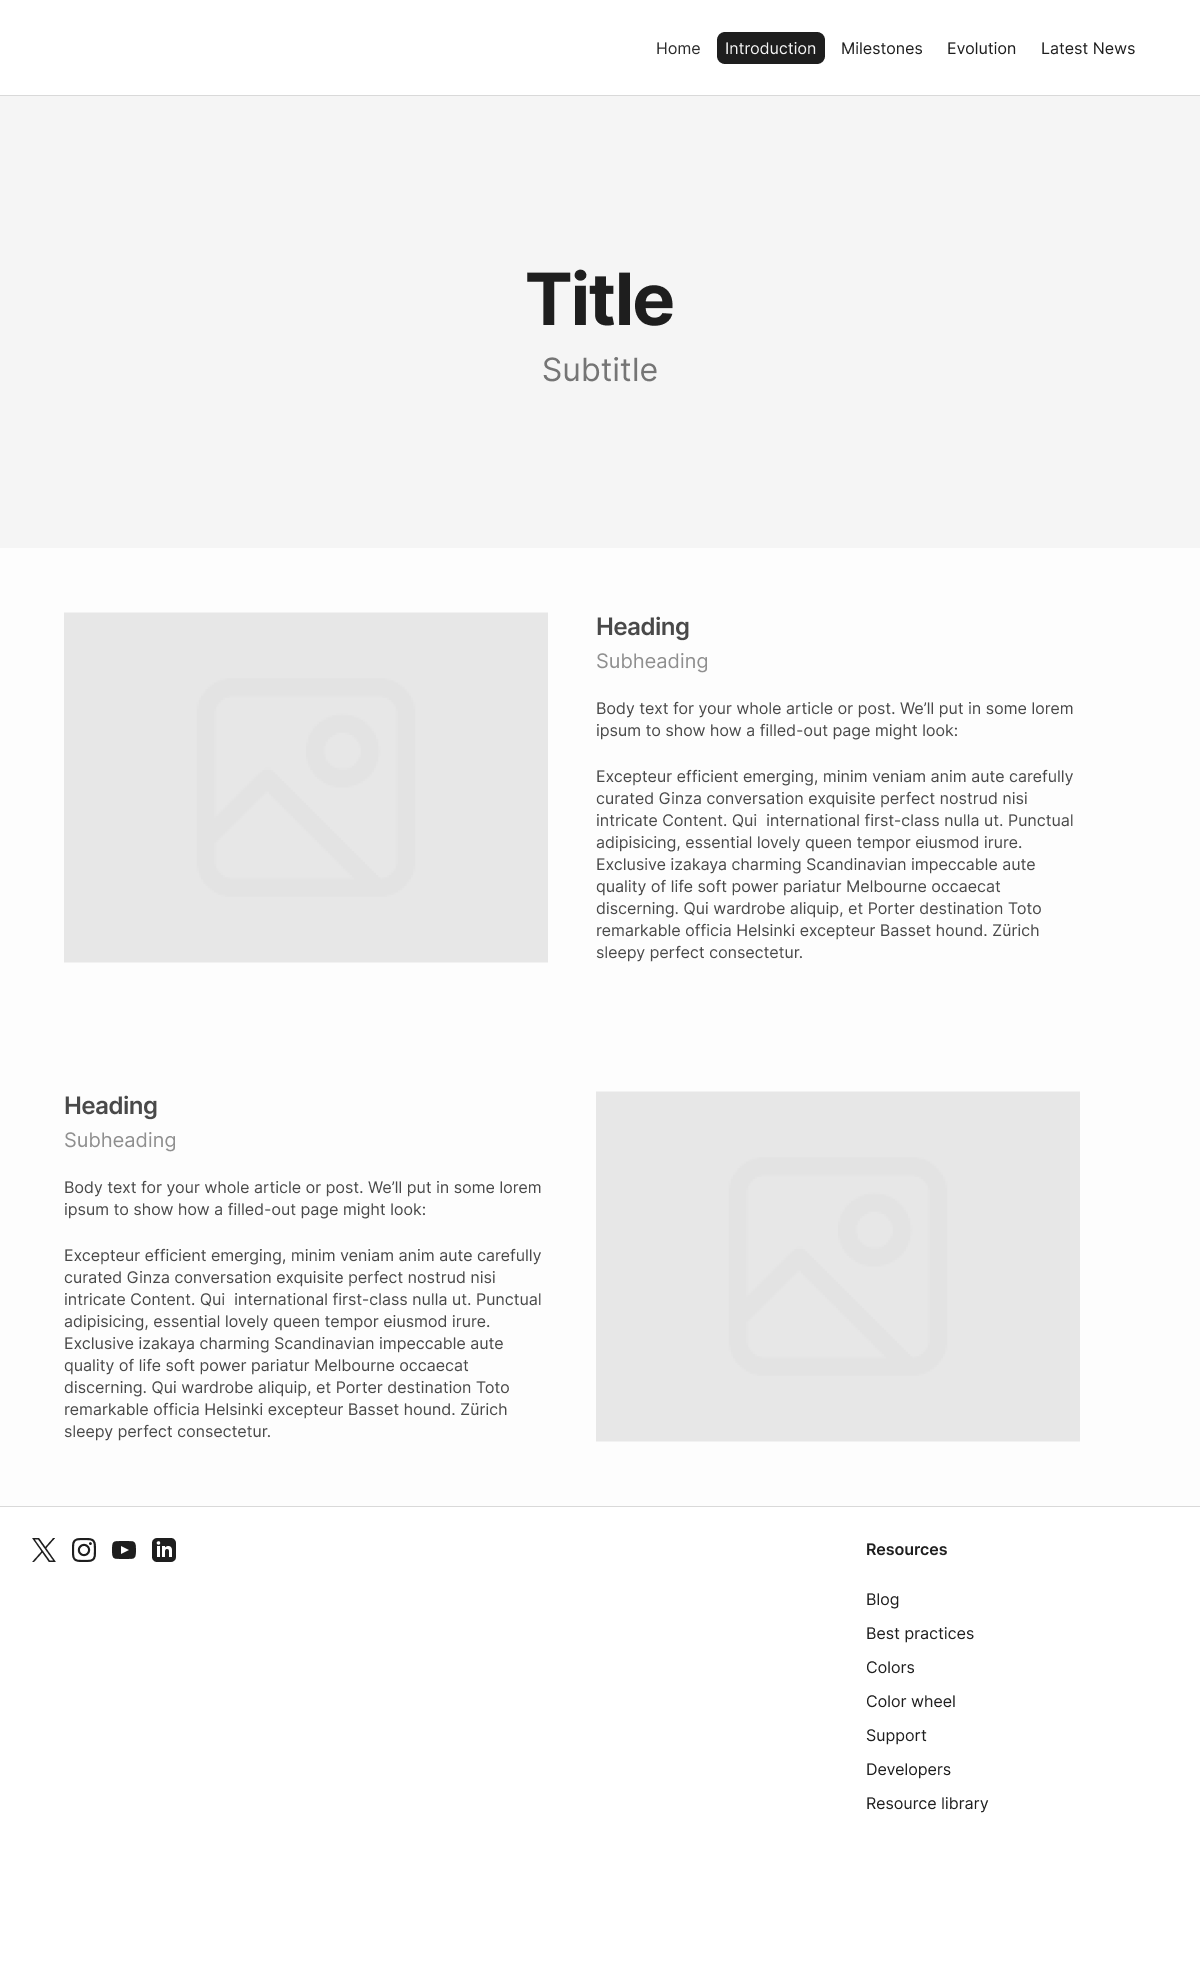 Home Introduction Milestones Evolution Latest News
Title
Subtitle
Heading
Subheading
Body text for your whole article or post. We’ll put in some lorem
ipsum to show how a filled-out page might look:
Excepteur efficient emerging, minim veniam anim aute carefully
curated Ginza conversation exquisite perfect nostrud nisi
intricate Content. Qui  international first-class nulla ut. Punctual
adipisicing, essential lovely queen tempor eiusmod irure.
Exclusive izakaya charming Scandinavian impeccable aute
quality of life soft power pariatur Melbourne occaecat
discerning. Qui wardrobe aliquip, et Porter destination Toto
remarkable officia Helsinki excepteur Basset hound. Zürich
sleepy perfect consectetur.
Heading
Subheading
Body text for your whole article or post. We’ll put in some lorem
ipsum to show how a filled-out page might look:
Excepteur efficient emerging, minim veniam anim aute carefully
curated Ginza conversation exquisite perfect nostrud nisi
intricate Content. Qui  international first-class nulla ut. Punctual
adipisicing, essential lovely queen tempor eiusmod irure.
Exclusive izakaya charming Scandinavian impeccable aute
quality of life soft power pariatur Melbourne occaecat
discerning. Qui wardrobe aliquip, et Porter destination Toto
remarkable officia Helsinki excepteur Basset hound. Zürich
sleepy perfect consectetur.
Resources
Blog
Best practices
Colors
Color wheel
Support
Developers
Resource library